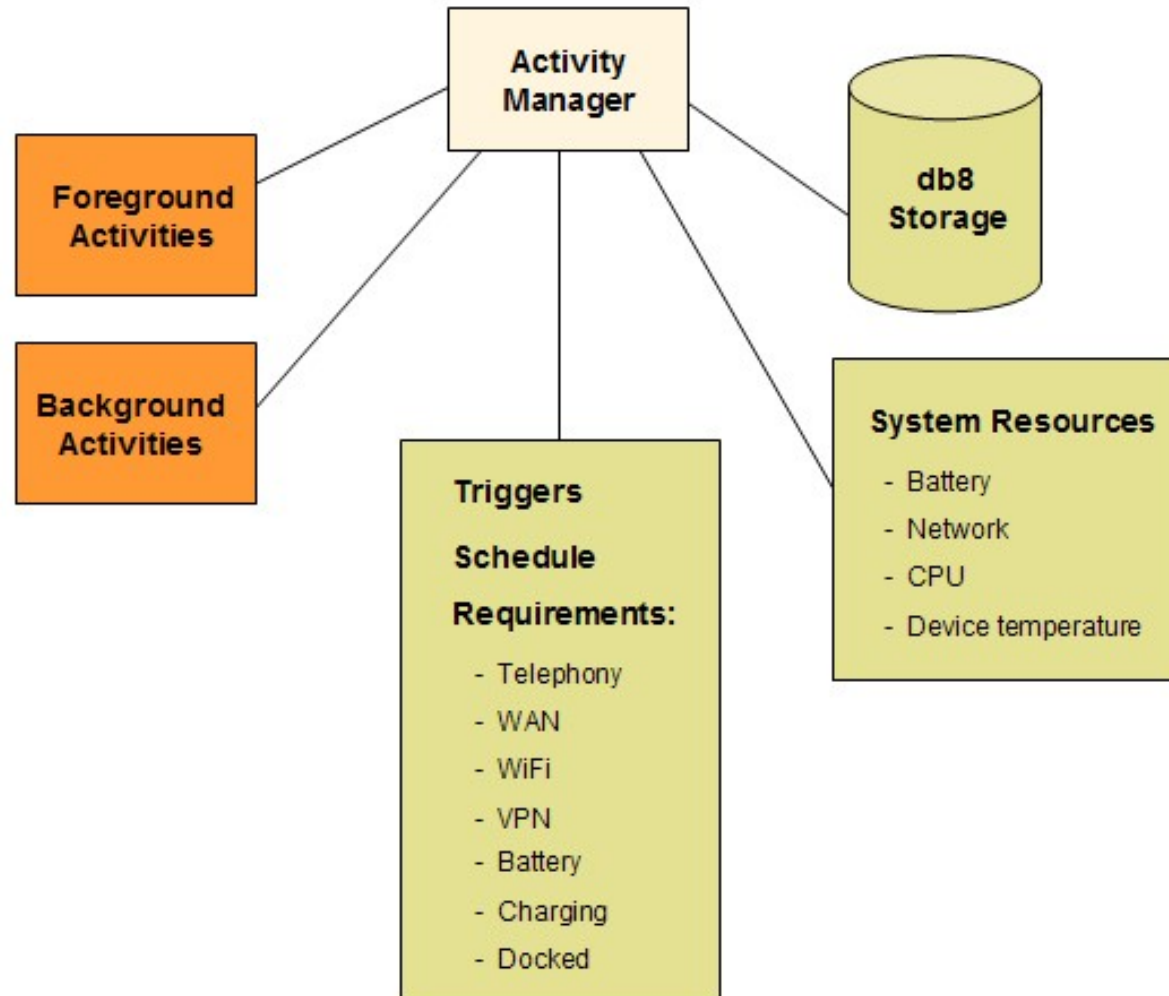 Activity
Manager
Foreground
Activities
Background
Activities
db8
Storage
Triggers
Schedule
Requirements:
- Telephony
- WAN
- WiFi
- VPN
- Battery
- Charging
- Docked
System Resources
- Battery
- Network
- CPU
- Device temperature